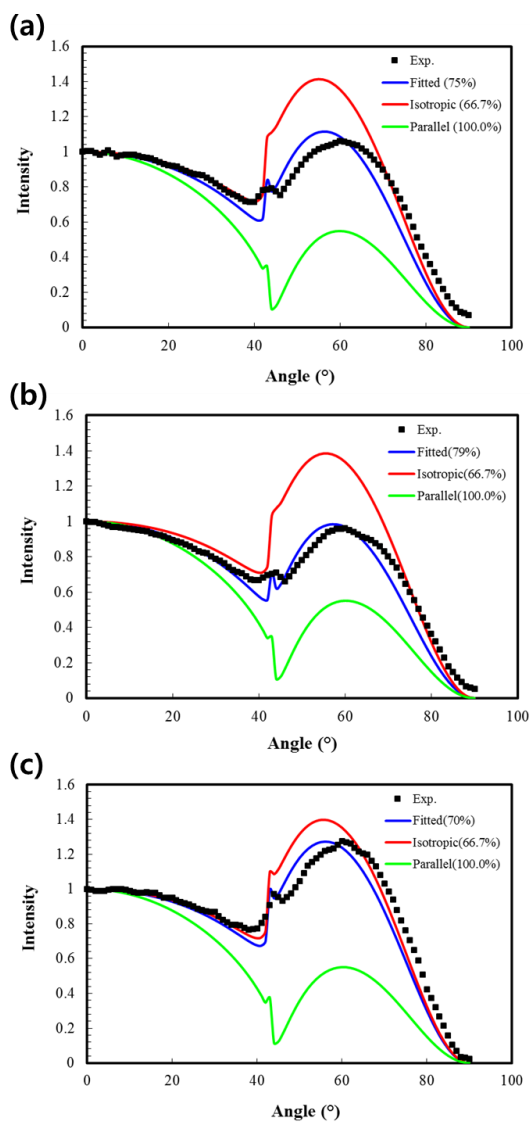 (a)
1.6
1.4
1.2
1
0.8
0.6
0.4
0.2
0
Intensity
Exp.
Fitted (75%)
Isotropic (66.7%)
Parallel (100.0%)
0 20 40 60 80 100
Angle (°)
(b)
1.6
1.4
1.2
1
0.8
0.6
0.4
0.2
0
Intensity
Exp.
Fitted(79%)
Isotropic(66.7%)
Parallel(100.0%)
0 20 40 60 80 100
Angle (°)
(c)
1.6
1.4
1.2
1
0.8
0.6
0.4
0.2
0
Intensity
Exp.
Fitted(70%)
Isotropic(66.7%)
Parallel(100.0%)
0 20 40 60 80 100
Angle (°)